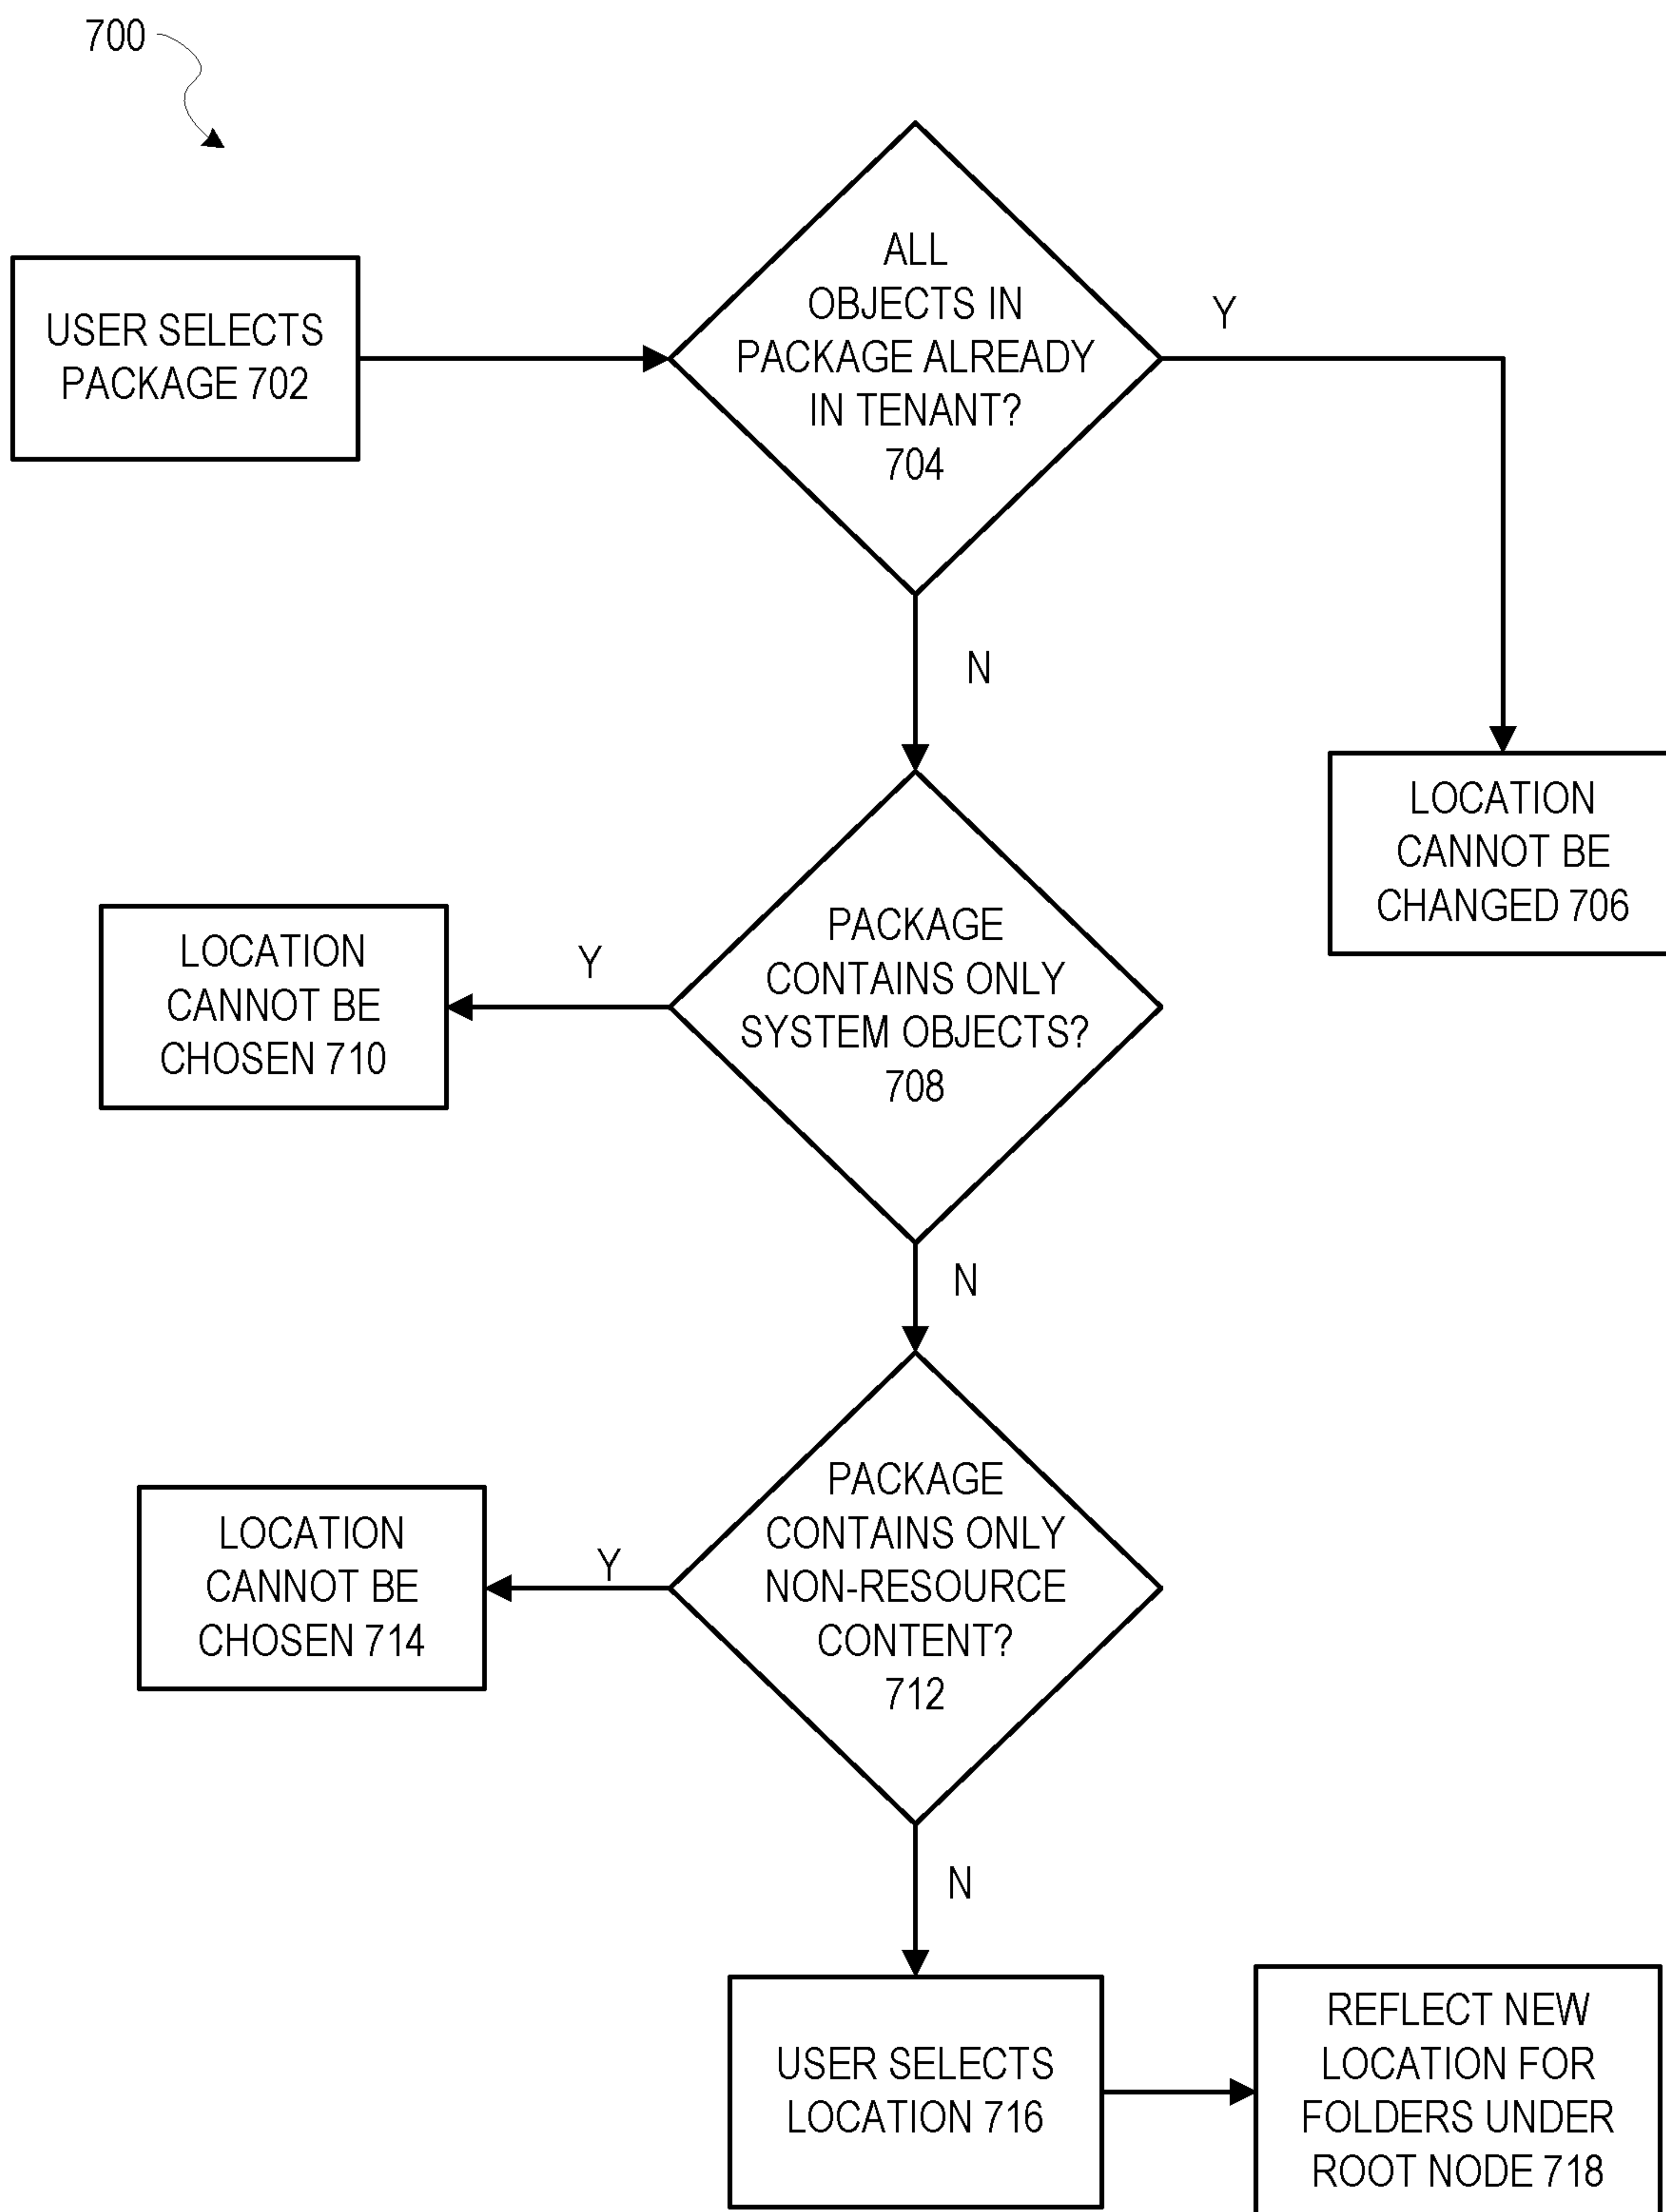 700
USER SELECTS
PACKAGE 702
ALL
OBJECTS IN
PACKAGE ALREADY
IN TENANT?
704
Y
N
LOCATION
CANNOT BE
CHANGED 706
PACKAGE
CONTAINS ONLY
SYSTEM OBJECTS?
708
Y
LOCATION
CANNOT BE
CHOSEN 710
N
PACKAGE
CONTAINS ONLY
NON-RESOURCE
CONTENT?
712
Y
LOCATION
CANNOT BE
CHOSEN 714
N
USER SELECTS
LOCATION 716
REFLECT NEW
LOCATION FOR
FOLDERS UNDER
ROOT NODE 718